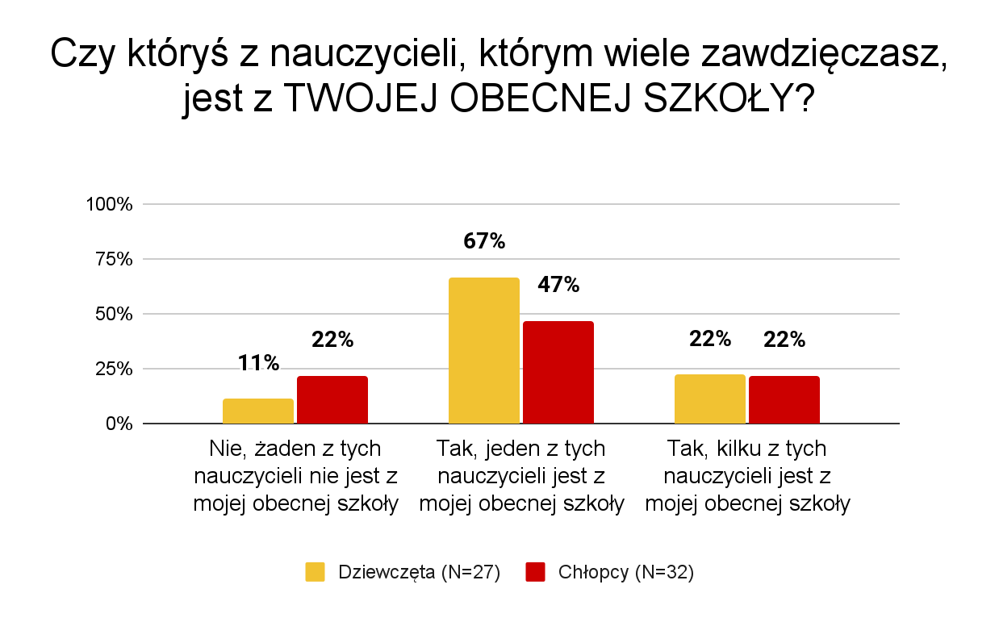 Czy któryś z nauczycieli, którym wiele zawdzięczasz,
jest z TWOJEJ OBECNEJ SZKOŁY?
100%
75%
50%
25%
0%
11%
22%
67%
47%
22%
22%
Nie, żaden z tych
nauczycieli nie jest z
mojej obecnej szkoły
Tak, jeden z tych
nauczycieli jest z
mojej obecnej szkoły
Tak, kilku z tych
nauczycieli jest z
mojej obecnej szkoły
Dziewczęta (N=27)
Chłopcy (N=32)